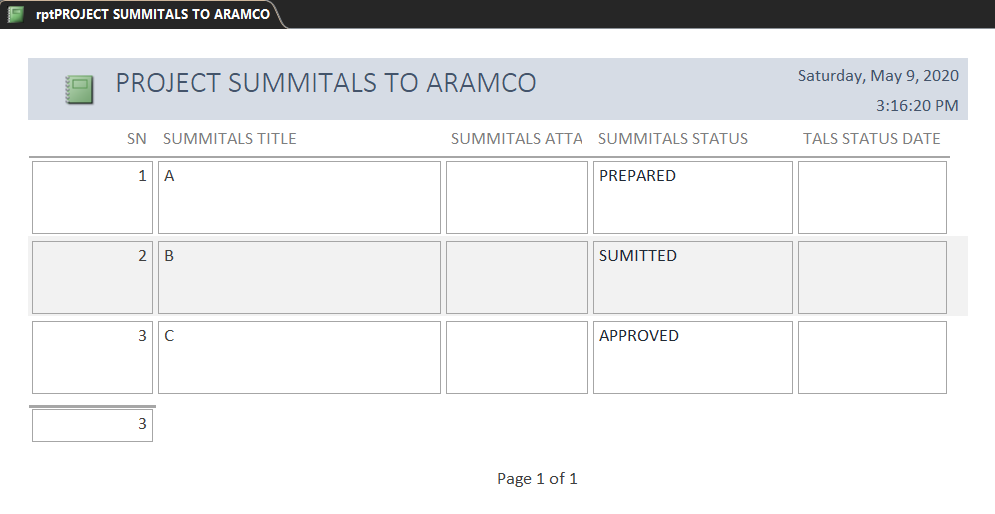 rptPROJECT SUMMITALS TO ARAMCO
PROJECT SUMMITALS TO ARAMCO
Saturday, May 9, 2020
3:16:20 PM
SN SUMMITALS TITLE SUMMITALS ATTA SUMMITALS STATUS TALS STATUS DATE
1 A PREPARED
2 B SUMITTED
3 C APPROVED
3
Page 1 of 1